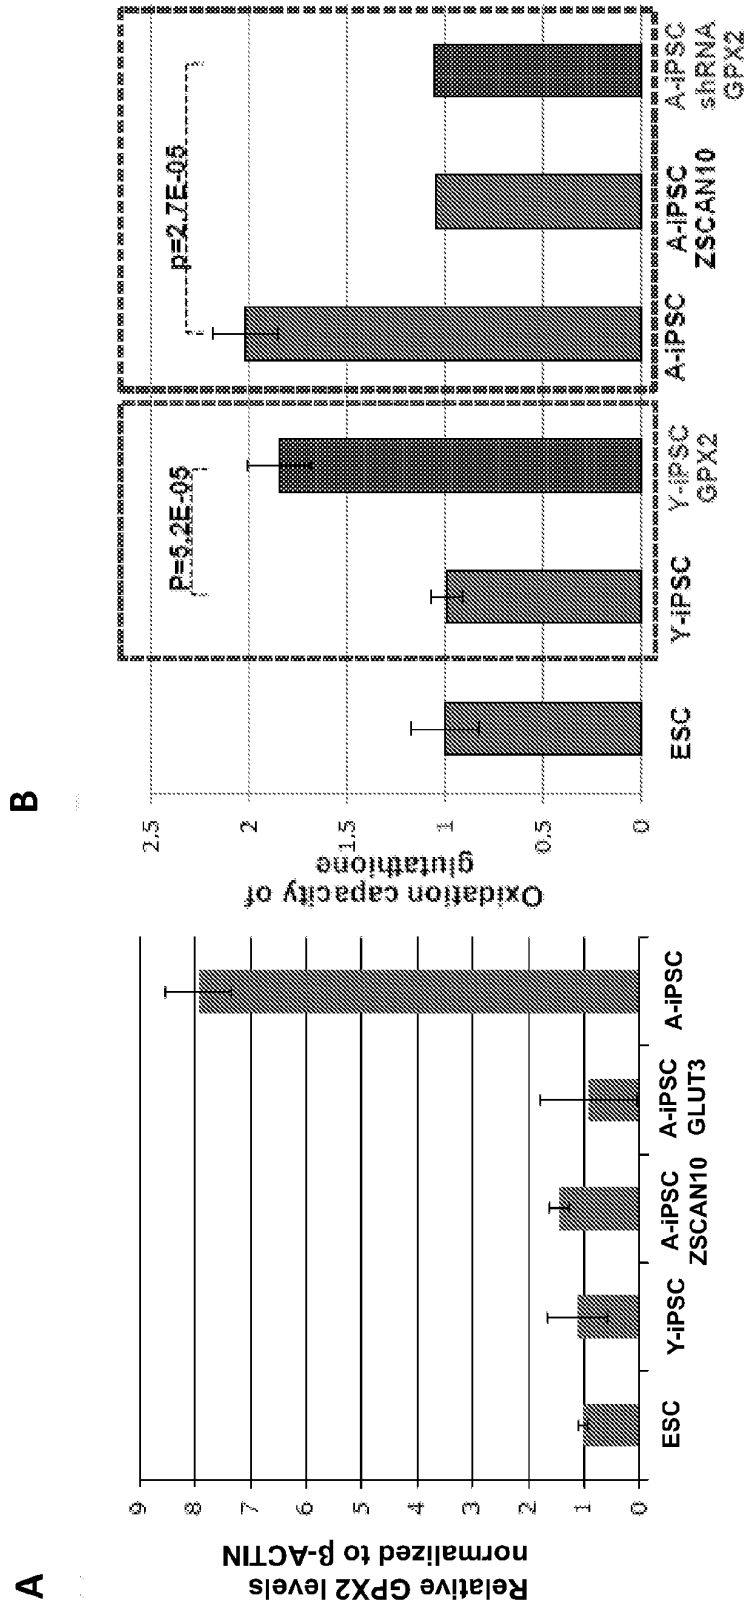 A
Relative GPX2 levels
normalized to β-ACTIN
9
8
7
6
5
4
3
2
1
0
ESC
Y-iPSC
A-iPSC
ZSCAN10
A-iPSC
GLUT3
A-iPSC
B
Oxidation capacity of
glutathione
2.5
2
1.5
1
0.5
0
P=5.2E-05
p=2.7E-05
ESC
Y-iPSC
Y-iPSC
GPX2
A-iPSC
A-iPSC
ZSCAN10
A-iPSC
shRNA
GPX2